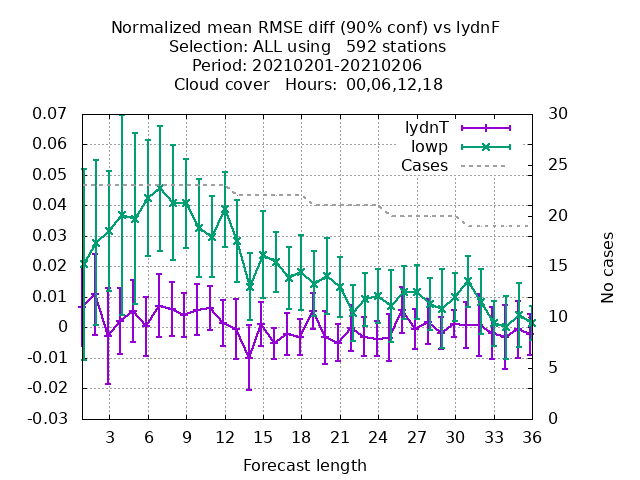 Normalized mean RMSE diff (90% conf) vs lydnF
Selection: ALL using   592 stations
Period: 20210201-20210206
Cloud cover   Hours: 00,06,12,18
0.07
0.06
0.05
0.04
0.03
0.02
0.01
0
-0.01
-0.02
-0.03
lydnT
lowp
Cases
30
25
20
15
10
5
0
No cases
3 6 9 12 15 18 21 24 27 30 33 36
Forecast length